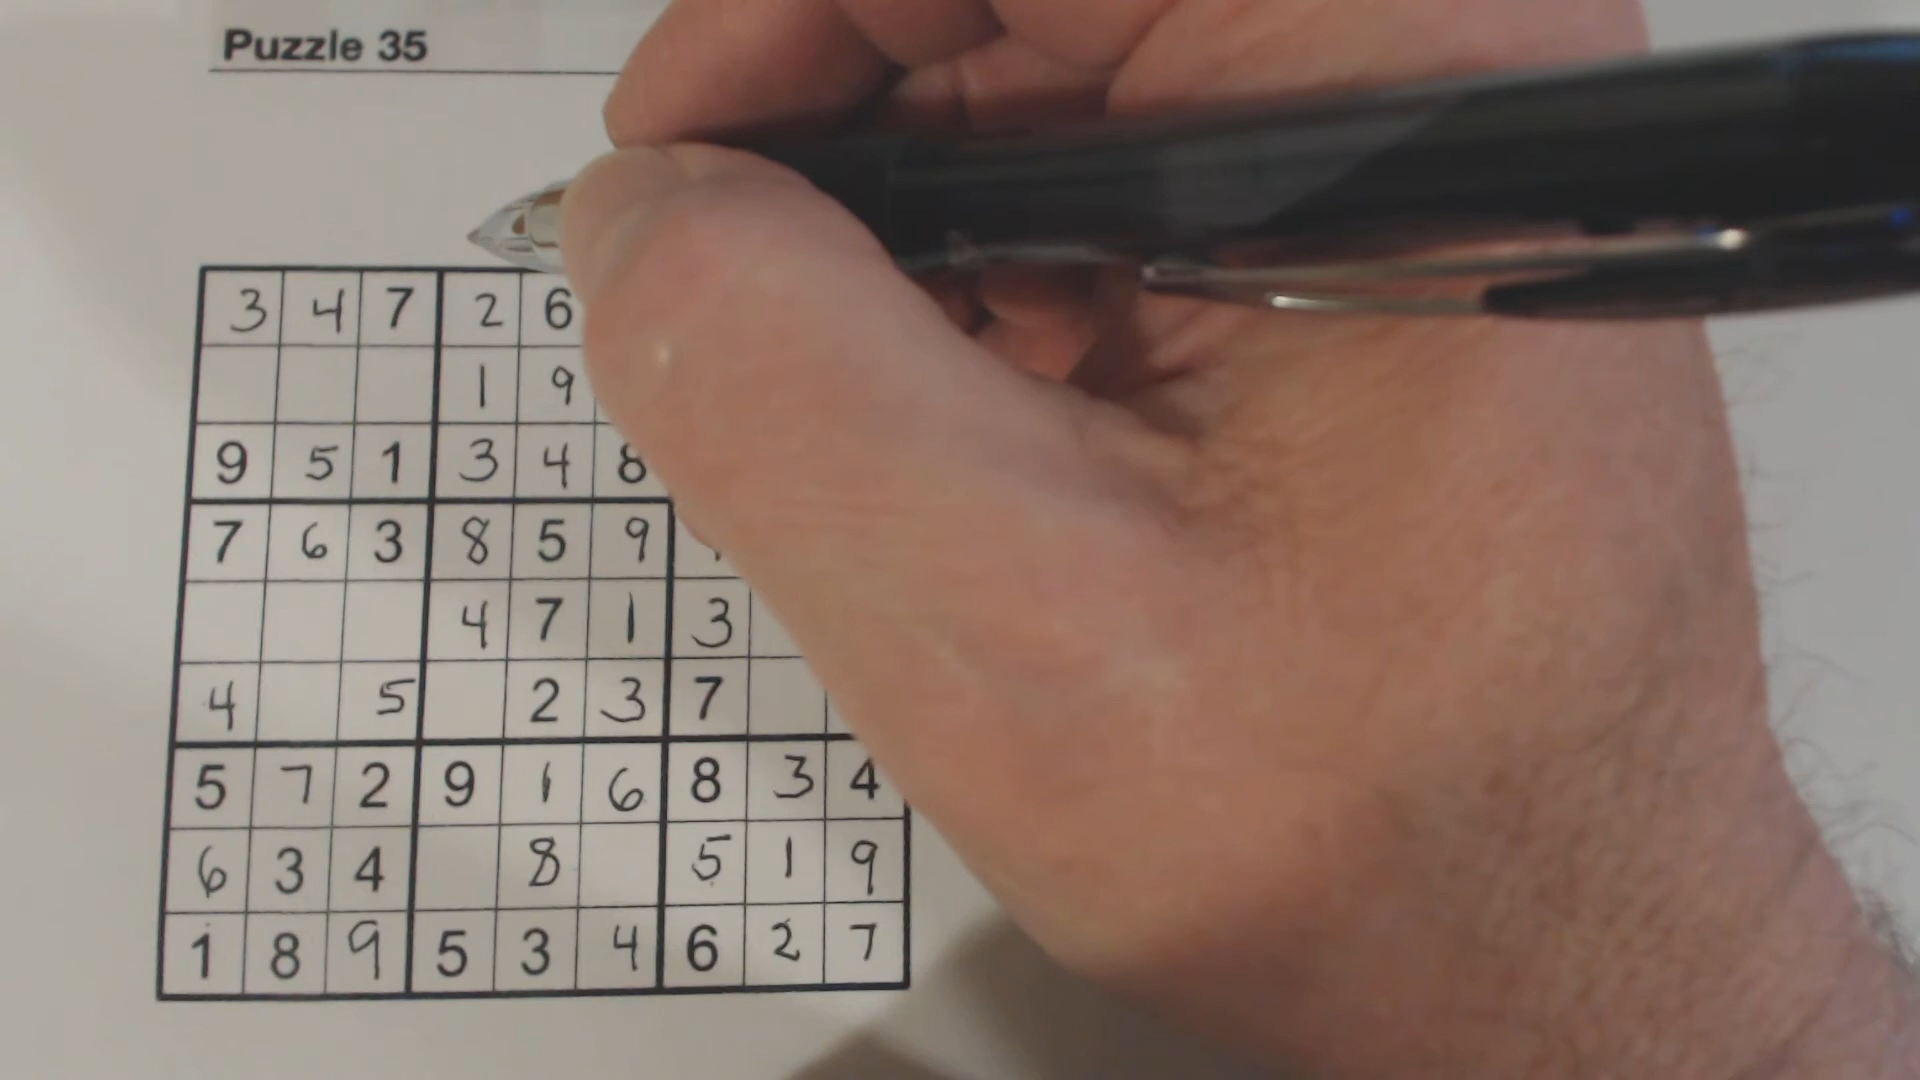 Puzzle 35
3 4 7 2 6
1 9
9 5 1 3 4 8
7 6 3 8 5 9
4 7 1 3
4 5 2 3 7
5 7 2 9 1 6 8 3 4
6 3 4 8 5 1 9
1 8 9 5 3 4 6 2 7